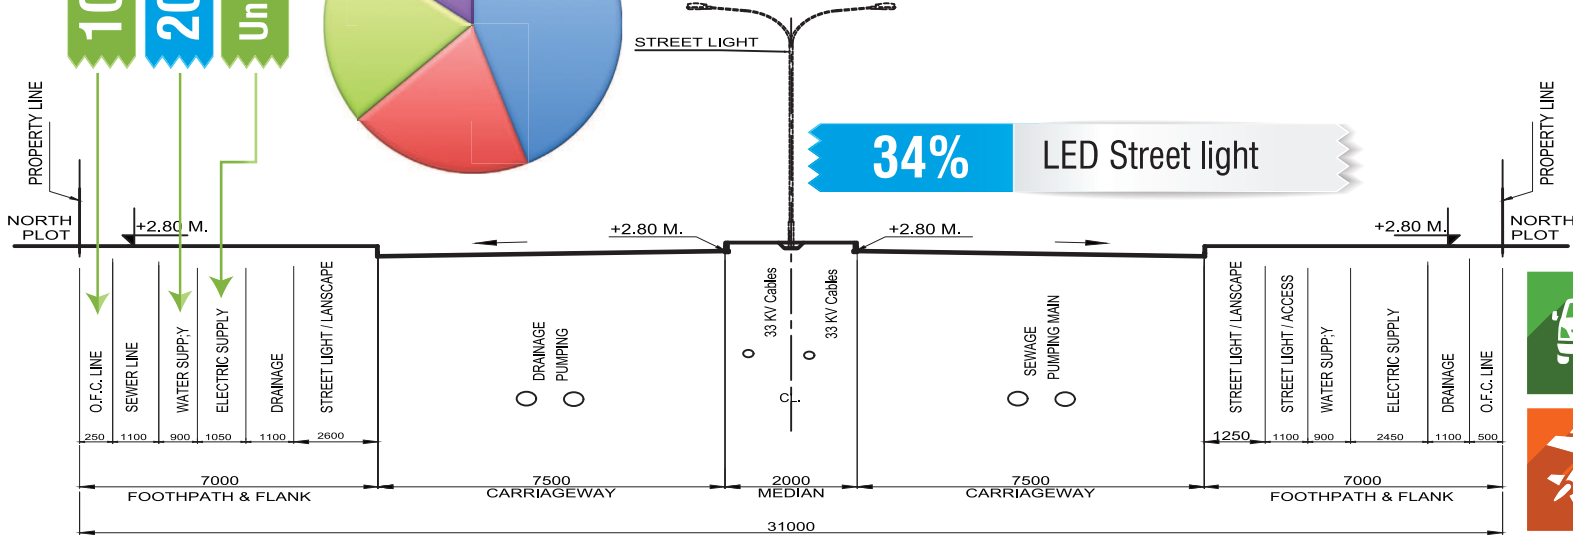 10
20
Un
STREET LIGHT
34%
LED Street light
PROPERTY LINE
PROPERTY LINE
NORTH
PLOT
+2.80 M.
+2.80 M.
+2.80 M.
+2.80 M.
NORTH
PLOT
O.F.C. LINE
SEWER LINE
WATER SUPP;Y
ELECTRIC SUPPLY
DRAINAGE
STREET LIGHT / LANSCAPE
DRAINAGE
PUMPING
33 KV Cables
33 KV Cables
C.L.
SEWAGE
PUMPING MAIN
STREET LIGHT / LANSCAPE
STREET LIGHT / ACCESS
WATER SUPP;Y
ELECTRIC SUPPLY
DRAINAGE
O.F.C. LINE
250 1100 900 1050 1100 2600
1250 1100 900 2450 1100 500
7000 7500 2000 7500 7000
FOOTHPATH & FLANK CARRIAGEWAY MEDIAN CARRIAGEWAY FOOTHPATH & FLANK
31000